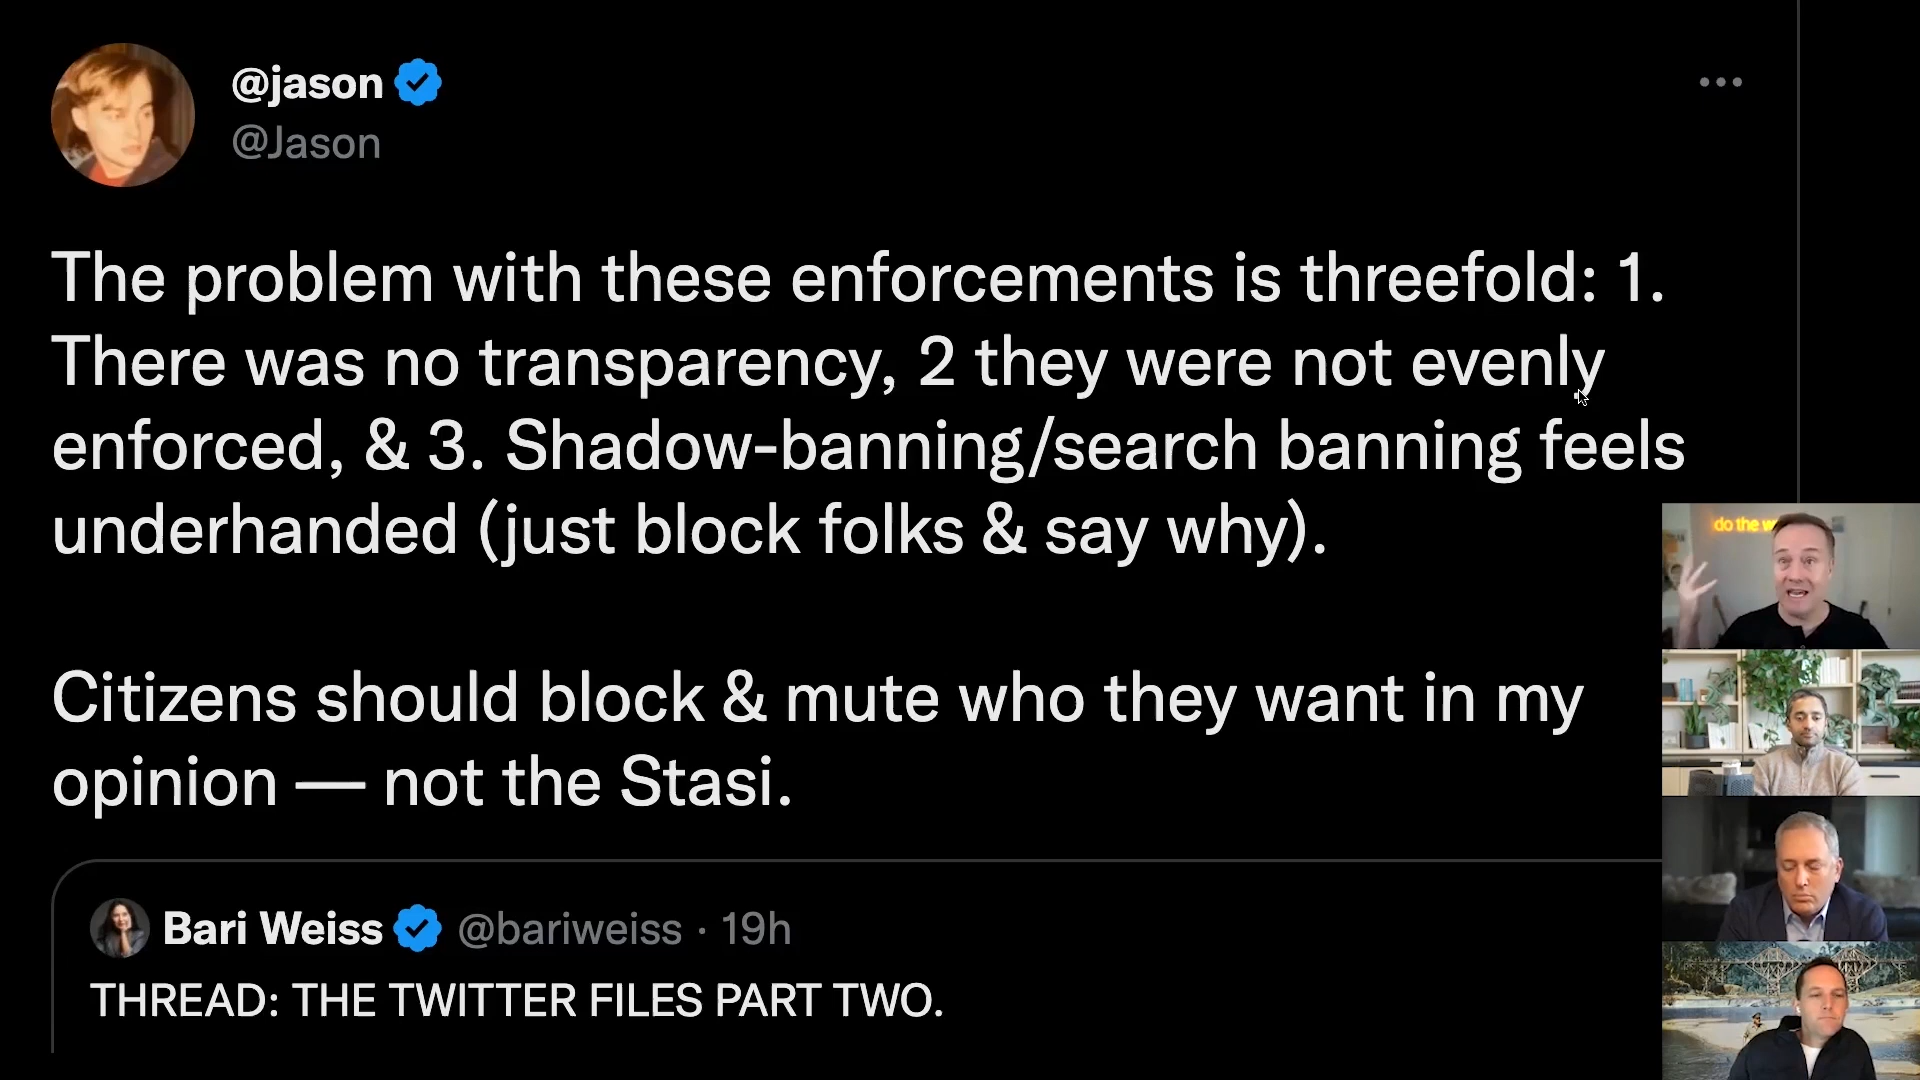 @jason
@Jason
The problem with these enforcements is threefold: 1.
There was no transparency, 2 they were not evenly
enforced, & 3. Shadow-banning/search banning feels
underhanded (just block folks & say why).
Citizens should block & mute who they want in my
opinion — not the Stasi.
Bari Weiss @bariweiss · 19h
THREAD: THE TWITTER FILES PART TWO.
do the